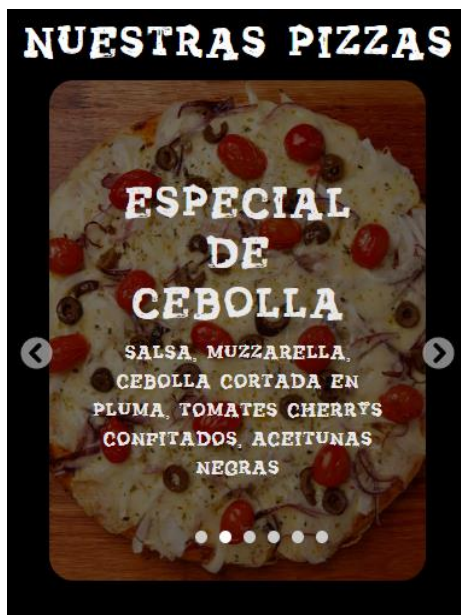 NUESTRAS PIZZAS
ESPECIAL
DE
CEBOLLA
SALSA, MUZZARELLA,
CEBOLLA CORTADA EN
PLUMA, TOMATES CHERRYS
CONFITADOS, ACEITUNAS
NEGRAS